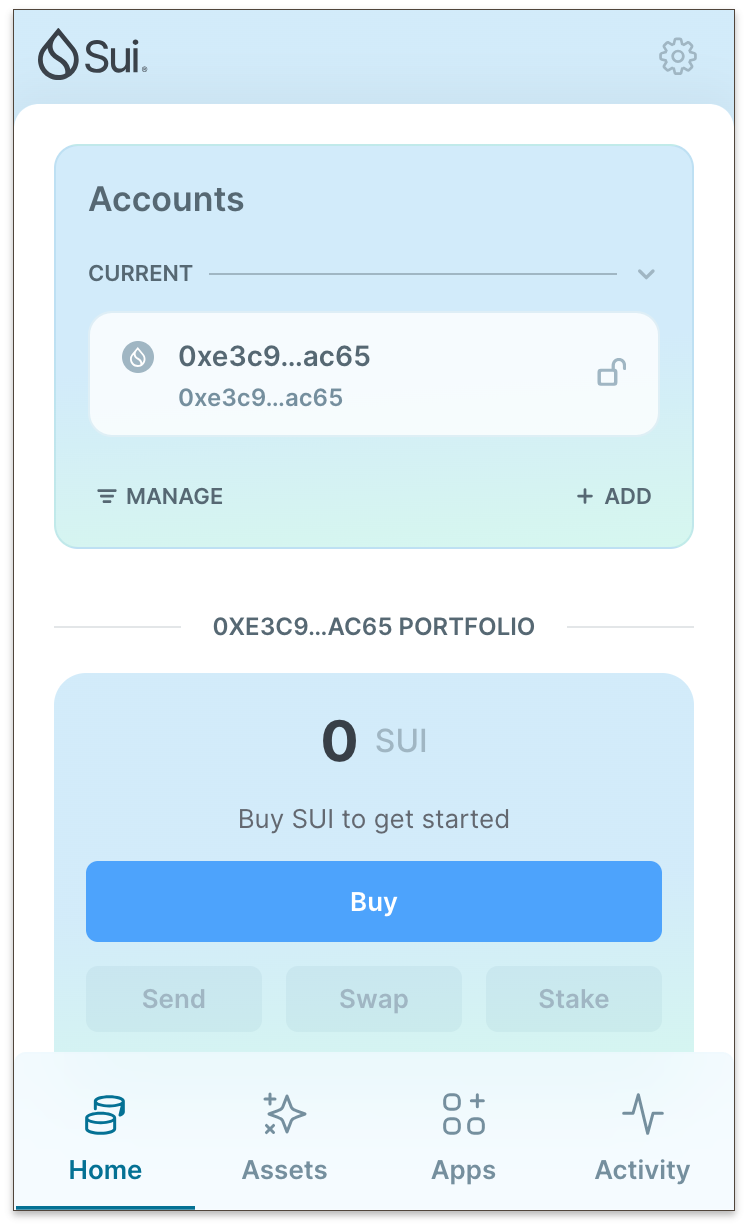 Sui
Accounts
CURRENT
0xe3c9...ac65
0xe3c9...ac65
MANAGE
+ ADD
0XE3C9...AC65 PORTFOLIO
0 SUI
Buy SUI to get started
Buy
Send
Swap
Stake
Home
Assets
Apps
Activity